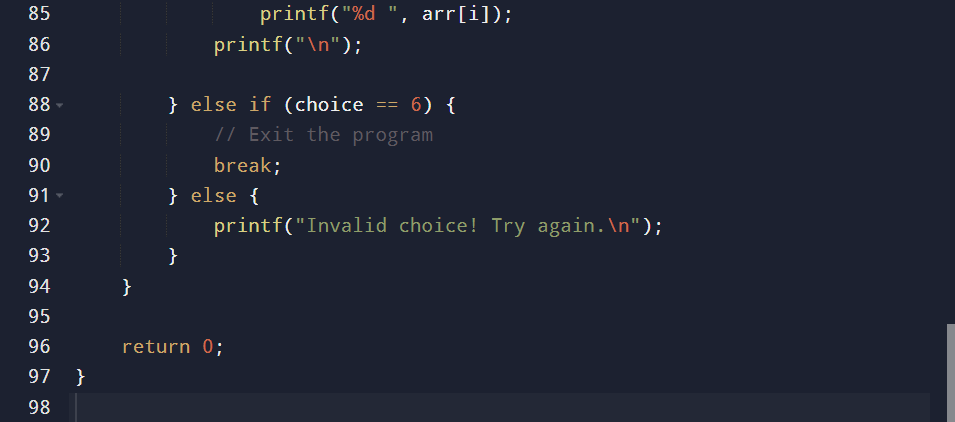 85                 printf("%d ", arr[i]);
86             printf("\n");
87
88         } else if (choice == 6) {
89             // Exit the program
90             break;
91         } else {
92             printf("Invalid choice! Try again.\n");
93         }
94     }
95
96     return 0;
97 }
98